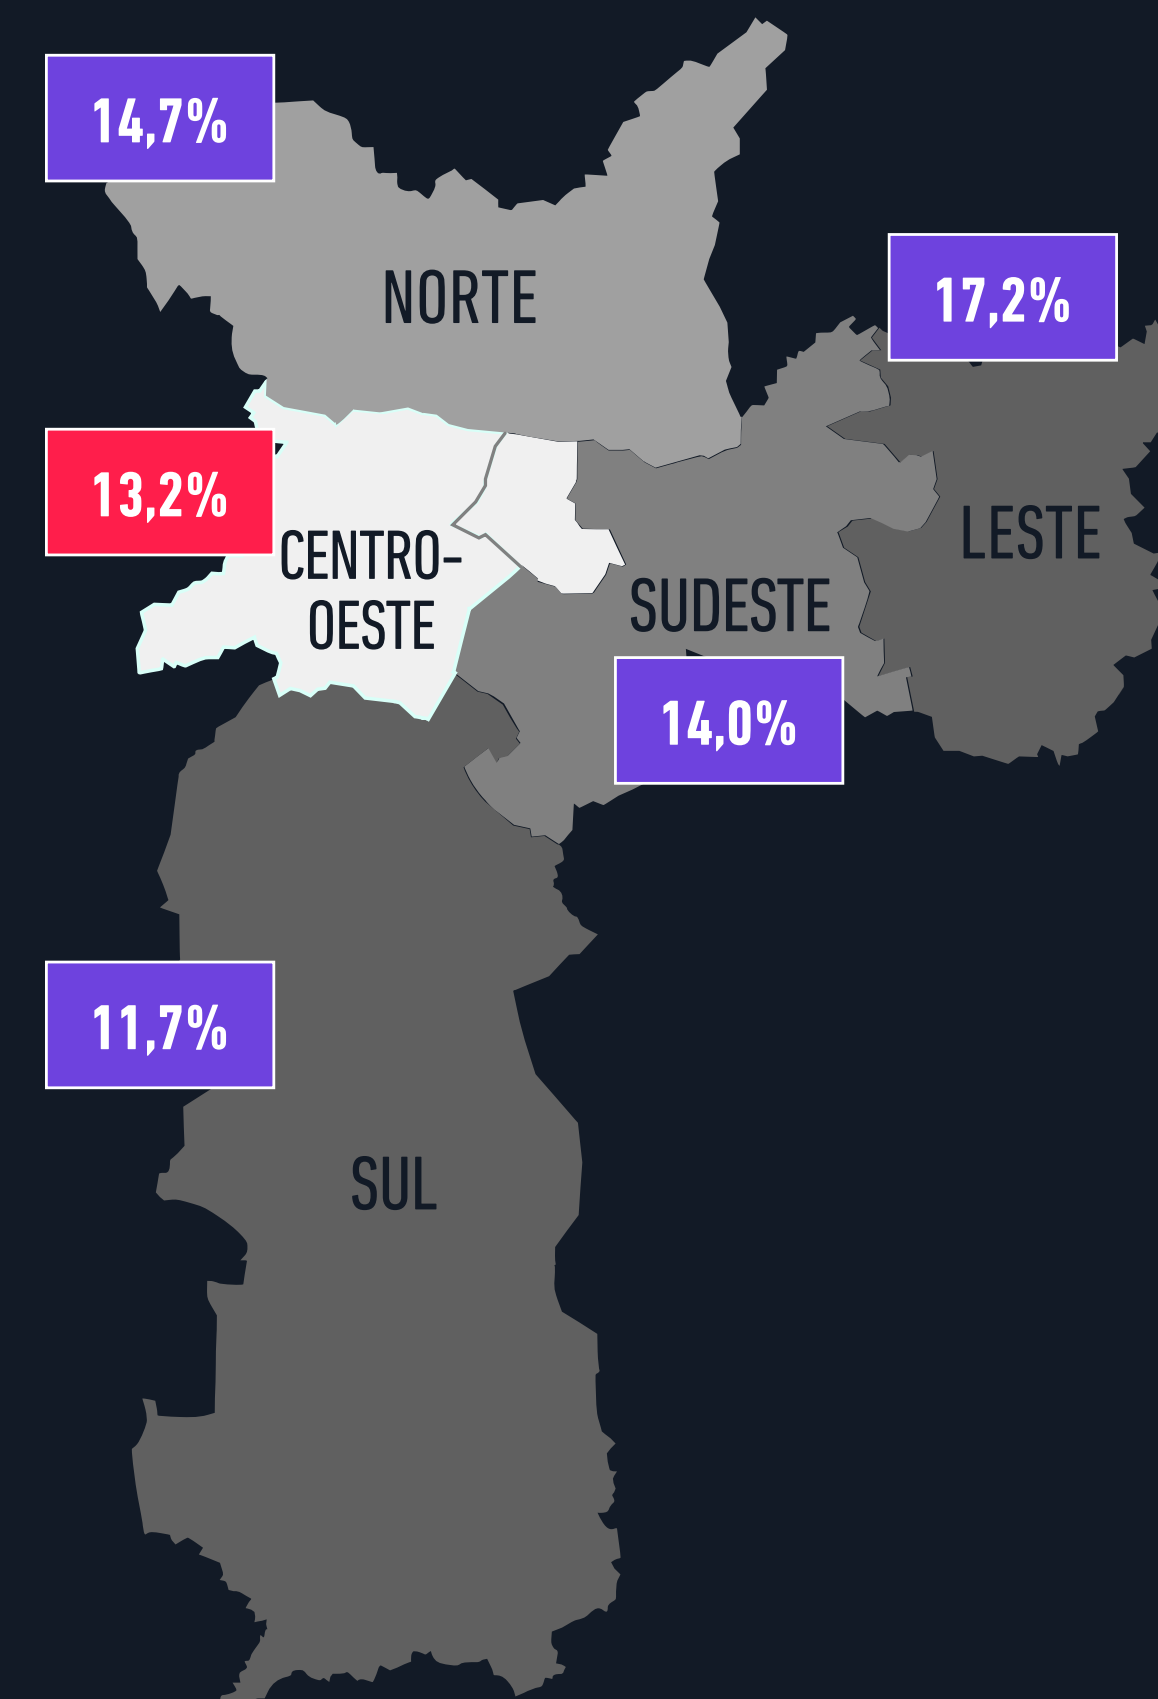 14,7%
NORTE
17,2%
13,2%
CENTRO-
OESTE
LESTE
SUDESTE
14,0%
11,7%
SUL